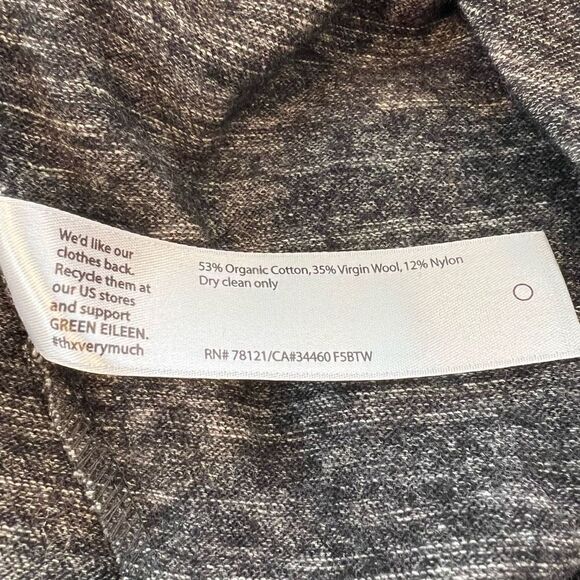 We'd like our
clothes back.
Recycle them at
our US stores
and support
GREEN EILEEN.
#thxverymuch
53% Organic Cotton, 35% Virgin Wool, 12% Nylon
Dry clean only
RN# 78121/CA#34460 F5BTW